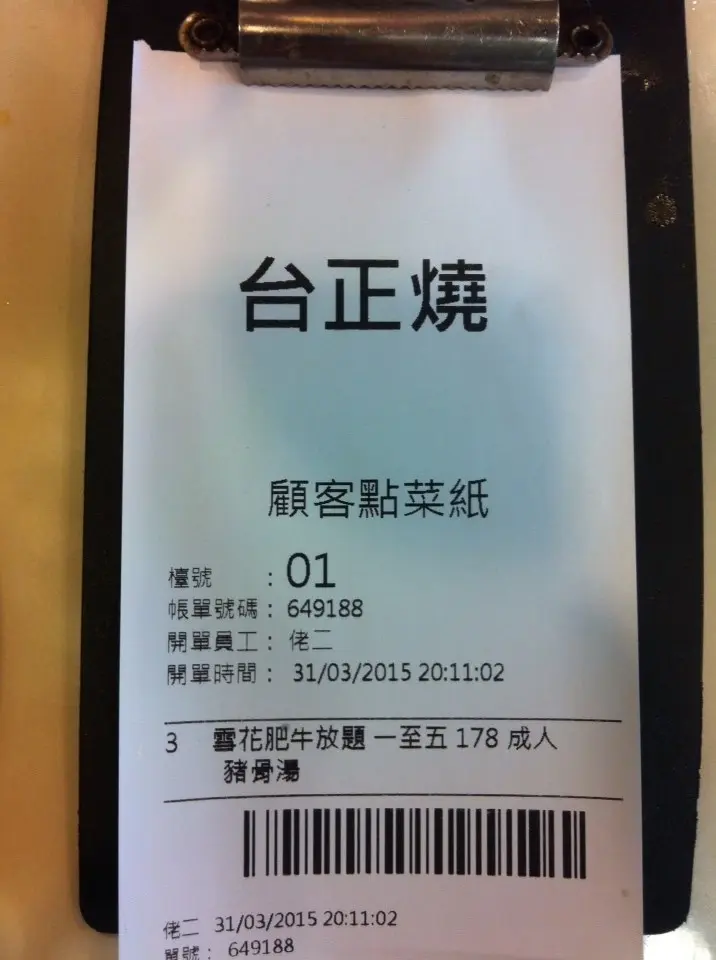 台正燒
顧客點菜紙
檯號 : 01
帳單號碼 : 649188
開單員工 : 佬二
開單時間 : 31/03/2015 20:11:02
3 雪花肥牛放題 一至五 178 成人
豬骨湯
佬二 31/03/2015 20:11:02
單號 : 649188